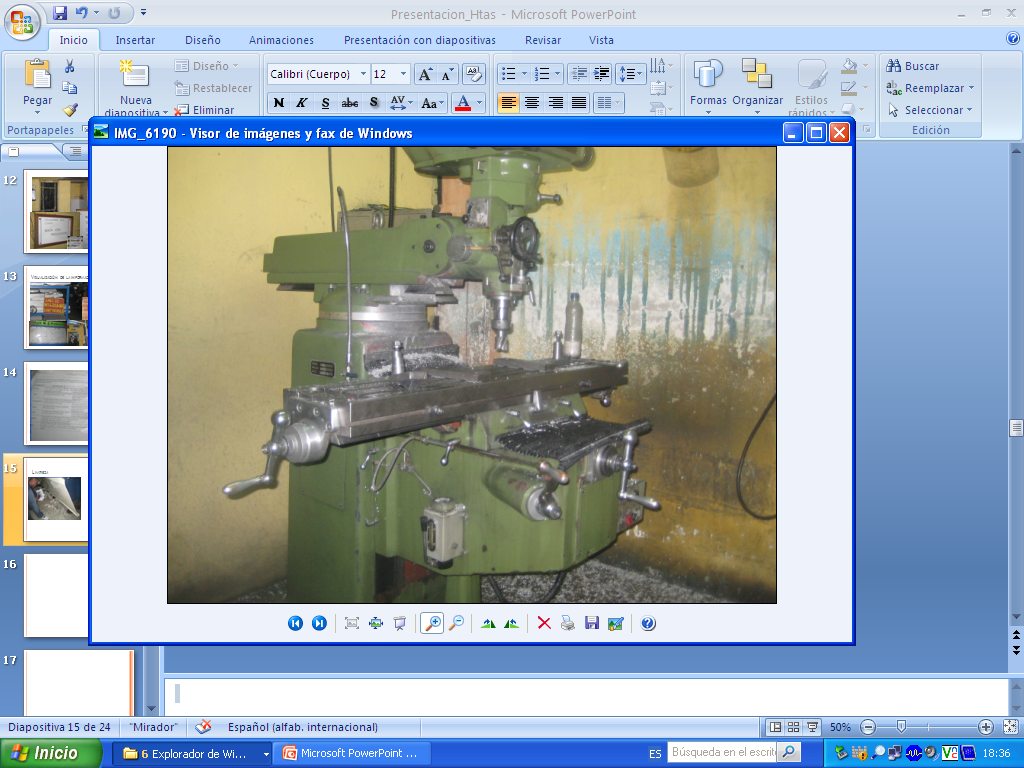 Presentacion_Htas - Microsoft PowerPoint
Inicio Insertar Diseño Animaciones Presentación con diapositivas Revisar Vista
Pegar
Portapapeles
Nueva
diapositiva
Diseño
Restablecer
Eliminar
Calibri (Cuerpo) 12
N K S abc S AV Aa A
Formas Organizar Estilos
rápidos
Buscar
Reemplazar
Seleccionar
Edición
IMG_6190 - Visor de imágenes y fax de Windows
12
13
14
15
16
17
Diapositiva 15 de 24 "Mirador" Español (alfab. internacional) 50%
Inicio 6 Explorador de Wi... Microsoft PowerPoint ... ES Búsqueda en el escrit 18:36